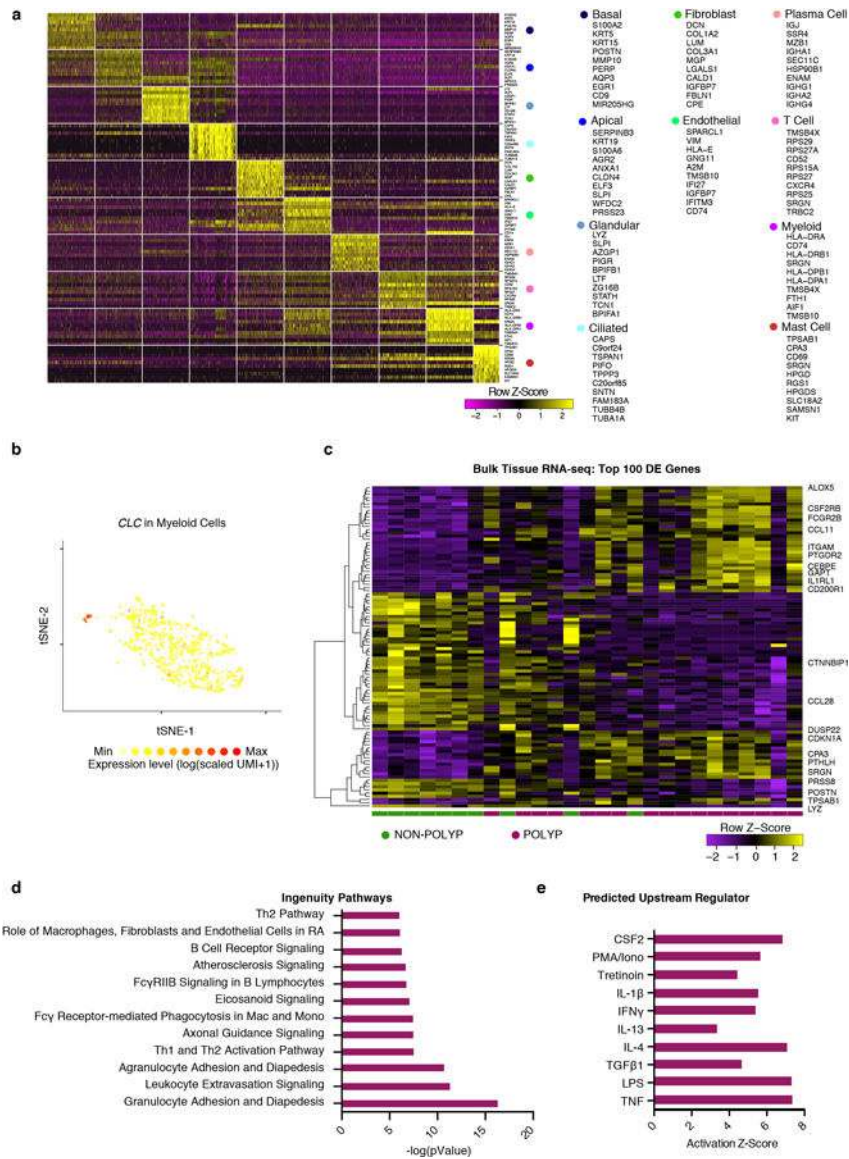 a
Basal
S100A2
KRT5
KRT15
POSTN
MMP10
PERP
AQP3
EGR1
CD9
MIR205HG
Apical
SERPINB3
KRT19
S100A6
AGR2
ANXA1
CLDN4
ELF3
SLPI
WFDC2
PRSS23
Glandular
LYZ
SLPI
AZGP1
PIGR
BPIFB1
LTF
ZG16B
STATH
TCN1
BPIFA1
Ciliated
CAPS
C9orf24
TSPAN1
PIFO
TPPP3
C20orf85
SNTN
FAM183A
TUBB4B
TUBA1A
Fibroblast
DCN
COL1A2
LUM
COL3A1
MGP
LGALS1
CALD1
IGFBP7
FBLN1
CPE
Endothelial
SPARCL1
VIM
HLA-E
GNG11
A2M
TMSB10
IFI27
IGFBP7
IFITM3
CD74
Plasma Cell
IGJ
SSR4
MZB1
IGHA1
SEC11C
HSP90B1
ENAM
IGHG1
IGHA2
IGHG4
T Cell
TMSB4X
RPS29
RPS27A
CD52
RPS15A
RPS27
CXCR4
RPS25
SRGN
TRBC2
Myeloid
HLA-DRA
CD74
HLA-DRB1
SRGN
HLA-DPB1
HLA-DPA1
TMSB4X
FTH1
AIF1
TMSB10
Mast Cell
TPSAB1
CPA3
CD69
SRGN
HPGD
RGS1
HPGDS
SLC18A2
SAMSN1
KIT
Row Z-Score
-2 -1 0 1 2
b
CLC in Myeloid Cells
tSNE-2
tSNE-1
Min Max
Expression level (log(scaled UMI+1))
c
Bulk Tissue RNA-seq: Top 100 DE Genes
ALOX5
CSF2RB
FCGR2B
CCL11
ITGAM
PTGDR2
CEBPE
GAPT
IL1RL1
CD200R1
CTNNBIP1
CCL28
DUSP22
CDKN1A
CPA3
PTHLH
SRGN
PRSS8
POSTN
TPSAB1
LYZ
NON-POLYP POLYP
Row Z-Score
-2 -1 0 1 2
d
Ingenuity Pathways
Th2 Pathway
Role of Macrophages, Fibroblasts and Endothelial Cells in RA
B Cell Receptor Signaling
Atherosclerosis Signaling
FcγRIIB Signaling in B Lymphocytes
Eicosanoid Signaling
Fcγ Receptor-mediated Phagocytosis in Mac and Mono
Axonal Guidance Signaling
Th1 and Th2 Activation Pathway
Agranulocyte Adhesion and Diapedesis
Leukocyte Extravasation Signaling
Granulocyte Adhesion and Diapedesis
0 5 10 15 20
-log(pValue)
e
Predicted Upstream Regulator
CSF2
PMA/Iono
Tretinoin
IL-1β
IFNγ
IL-13
IL-4
TGFβ1
LPS
TNF
0 2 4 6 8
Activation Z-Score